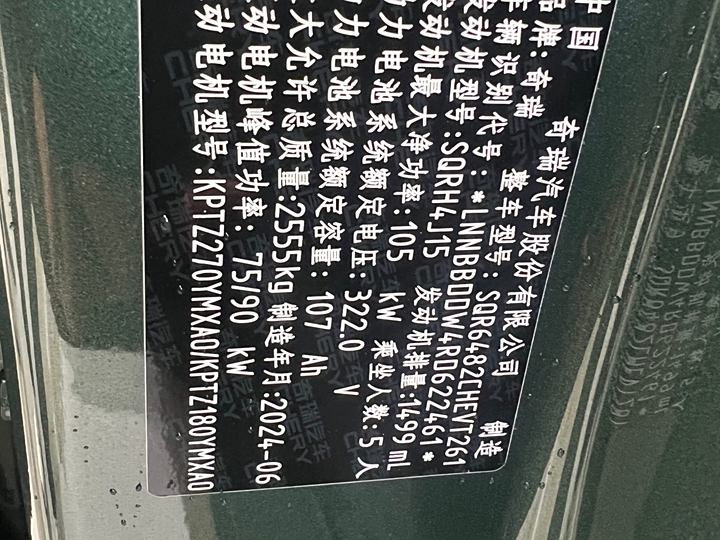 中国 奇瑞汽车股份有限公司 制造
品牌:奇瑞 整车型号:SQR6482CHEVT261
车辆识别代号:*LNNBBDDW4RD622461*
发动机型号:SQRH4J15 发动机排量:1499 ml
发动机最大净功率:105 kW 乘坐人数:5人
动力电池系统额定电压:322.0 V
动力电池系统额定容量:107 Ah
最大允许总质量:2555kg 制造年月:2024-06
动电机峰值功率:75/90 kW
动电机型号:KPTZ270YMXA0/KPTZ180YMXA0